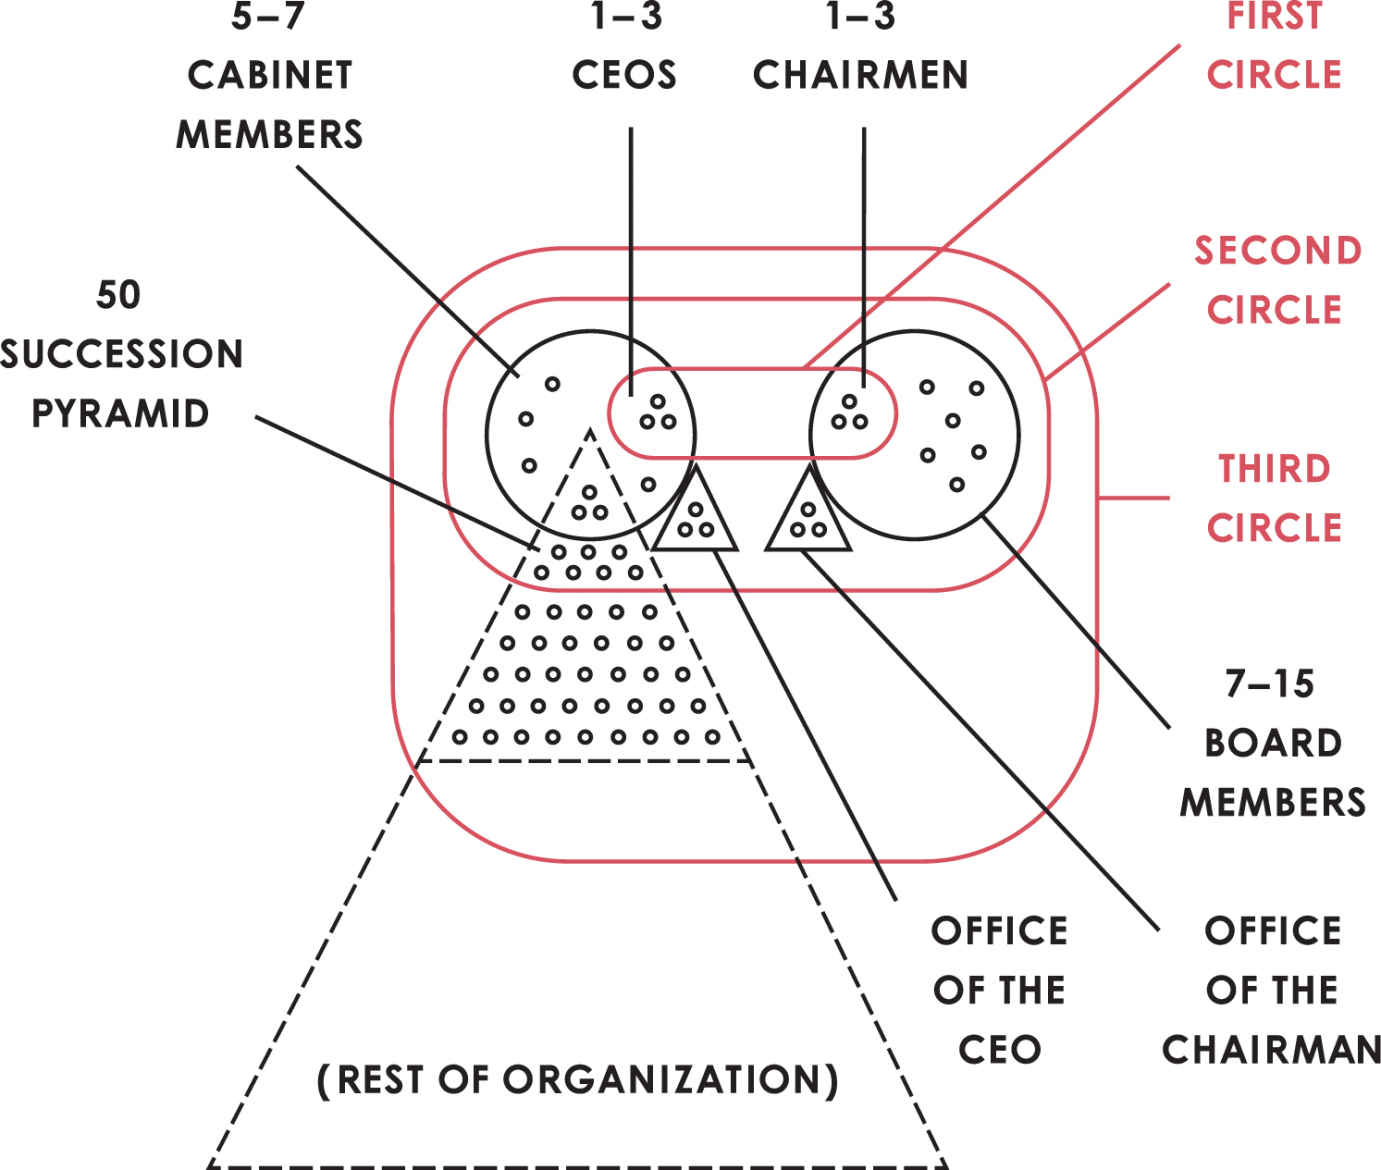 5–7
CABINET
MEMBERS
1–3
CEOS
1–3
CHAIRMEN
FIRST
CIRCLE
SECOND
CIRCLE
50
SUCCESSION
PYRAMID
THIRD
CIRCLE
7–15
BOARD
MEMBERS
OFFICE
OF THE
CEO
OFFICE
OF THE
CHAIRMAN
(REST OF ORGANIZATION)